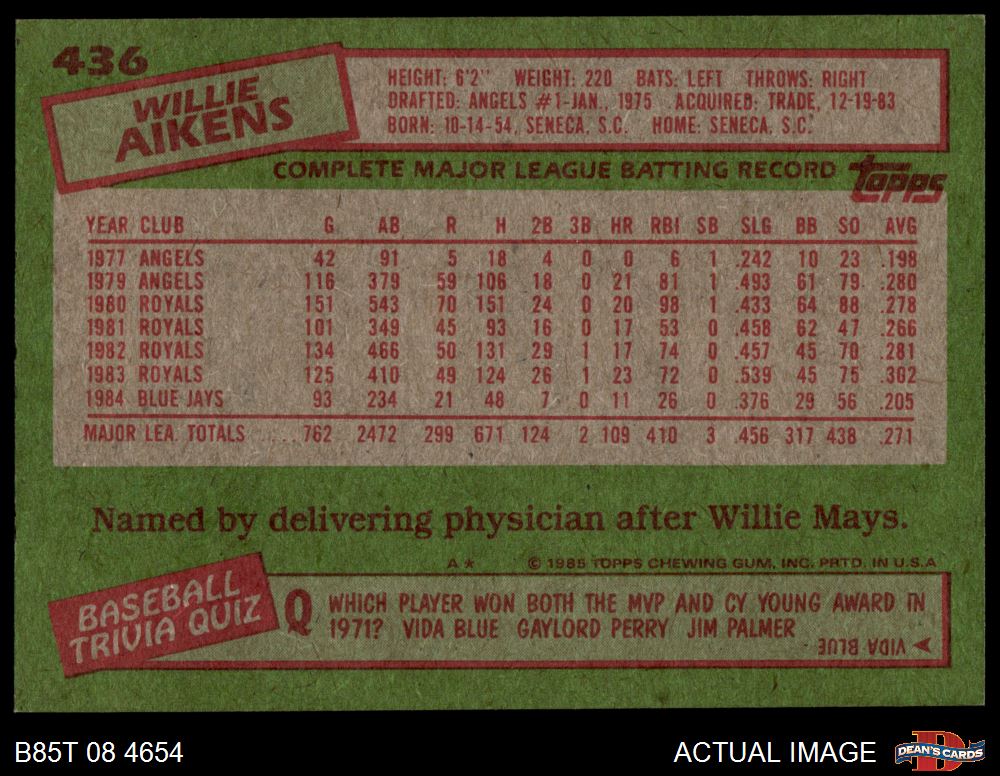 436
WILLIE
AIKENS
HEIGHT: 6'2" WEIGHT: 220 BATS: LEFT THROWS: RIGHT
DRAFTED: ANGELS #1-JAN., 1975 ACQUIRED: TRADE, 12-19-83
BORN: 10-14-54, SENECA, S.C. HOME: SENECA, S.C.
COMPLETE MAJOR LEAGUE BATTING RECORD topps
YEAR CLUB G AB R H 2B 3B HR RBI SB SLG BB SO AVG
1977 ANGELS 42 91 5 18 4 0 0 6 1 .242 10 23 .198
1979 ANGELS 116 379 59 106 18 0 21 81 1 .493 61 79 .280
1980 ROYALS 151 543 70 151 24 0 20 98 1 .433 64 88 .278
1981 ROYALS 101 349 45 93 16 0 17 53 0 .458 62 47 .266
1982 ROYALS 134 466 50 131 29 1 17 74 0 .457 45 70 .281
1983 ROYALS 125 410 49 124 26 1 23 72 0 .539 45 75 .302
1984 BLUE JAYS 93 234 21 48 7 0 11 26 0 .376 29 56 .205
MAJOR LEA. TOTALS ..... 762 2472 299 671 124 2 109 410 3 .456 317 438 .271
Named by delivering physician after Willie Mays.
A* © 1985 TOPPS CHEWING GUM, INC. PRTD. IN U.S.A
BASEBALL
TRIVIA QUIZ
Q WHICH PLAYER WON BOTH THE MVP AND CY YOUNG AWARD IN
1971? VIDA BLUE GAYLORD PERRY JIM PALMER
VIDA BLUE
B85T 08 4654 ACTUAL IMAGE DEAN'S CARDS